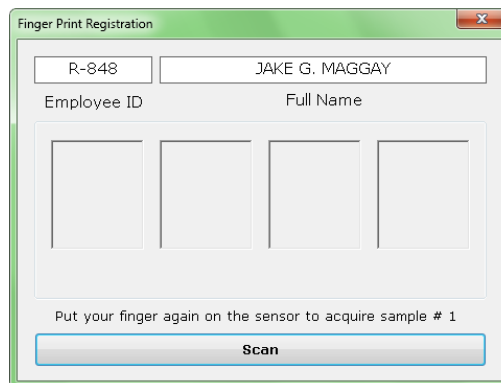 Finger Print Registration
R-848 JAKE G. MAGGAY
Employee ID Full Name
Put your finger again on the sensor to acquire sample # 1
Scan